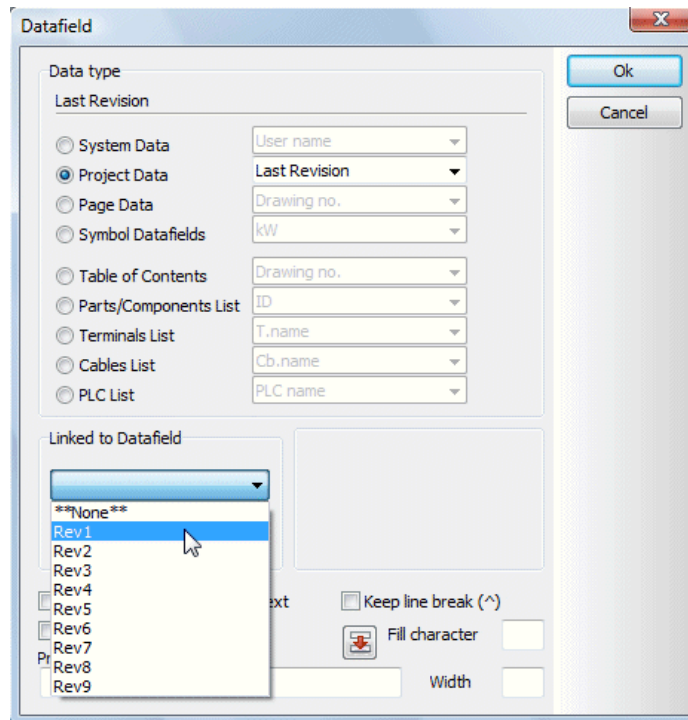 Datafield
Data type
Last Revision
System Data User name
Project Data Last Revision
Page Data Drawing no.
Symbol Datafields kW
Table of Contents Drawing no.
Parts/Components List ID
Terminals List T.name
Cables List Cb.name
PLC List PLC name
Ok
Cancel
Linked to Datafield
**None**
Rev1
Rev2
Rev3
Rev4
Rev5
Rev6
Rev7
Rev8
Rev9
Keep line break (^)
Fill character
Width